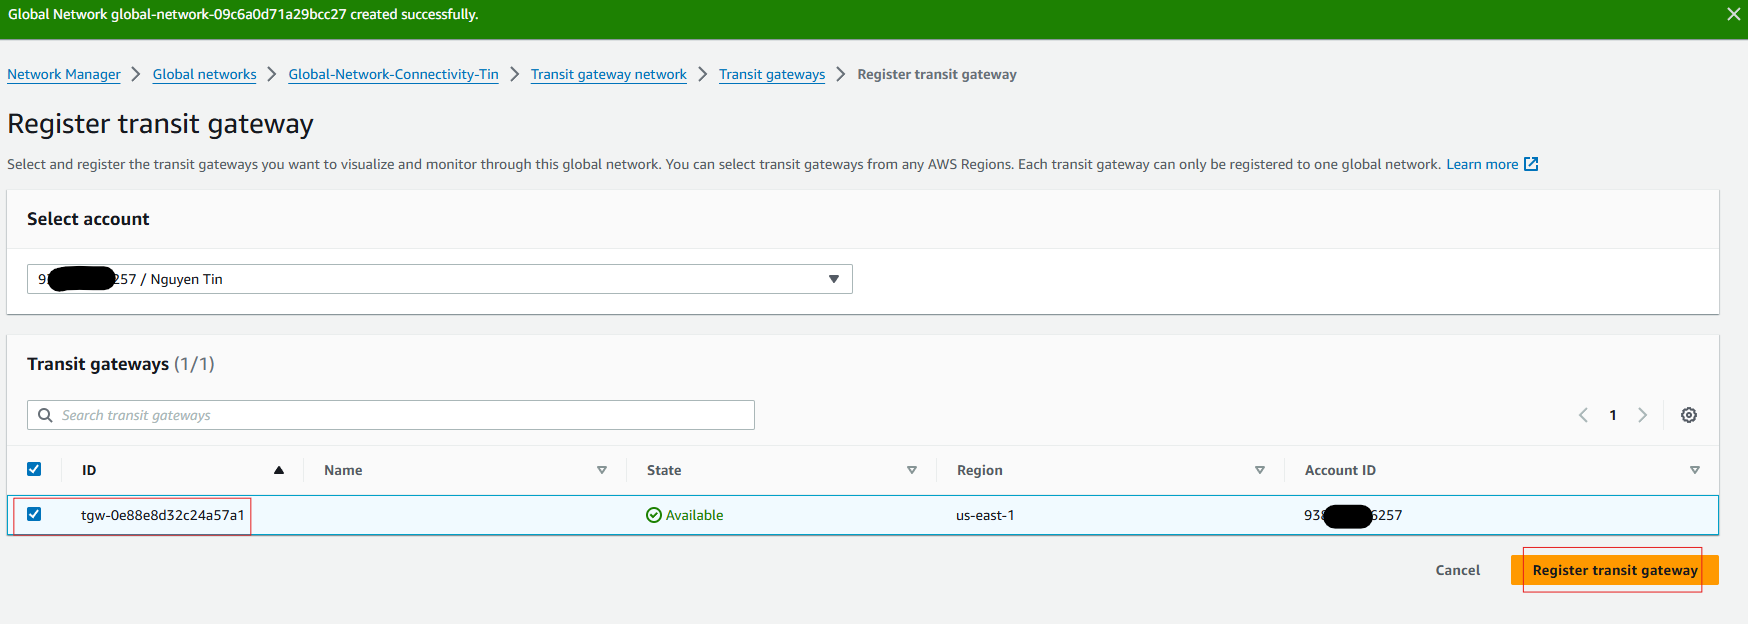 Global Network global-network-09c6a0d71a29bcc27 created successfully.
Network Manager > Global networks > Global-Network-Connectivity-Tin > Transit gateway network > Transit gateways > Register transit gateway
Register transit gateway
Select and register the transit gateways you want to visualize and monitor through this global network. You can select transit gateways from any AWS Regions. Each transit gateway can only be registered to one global network. Learn more
Select account
257 / Nguyen Tin
Transit gateways (1/1)
Search transit gateways
1
ID Name State Region Account ID
tgw-0e88e8d32c24a57a1 Available us-east-1 93 6257
Cancel Register transit gateway